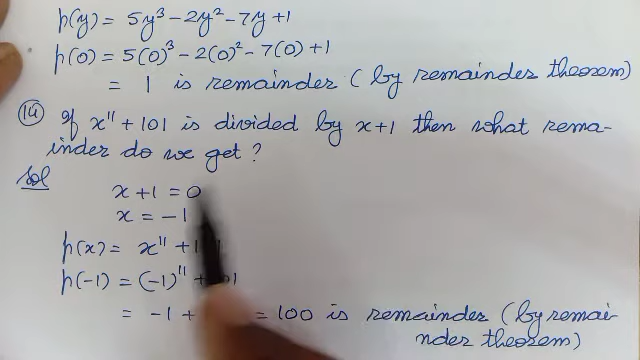 p(y) = 5y³ - 2y² - 7y + 1
p(0) = 5(0)³ - 2(0)² - 7(0) + 1
= 1 is remainder (by remainder theorem)
(14) If x¹¹ + 101 is divided by x+1 then what rema-
inder do we get?
Sol
x + 1 = 0
x = -1
p(x) = x¹¹ + 1
p(-1) = (-1)¹¹ + 01
= -1 + = 100 is remainder (by remai-
nder theorem)